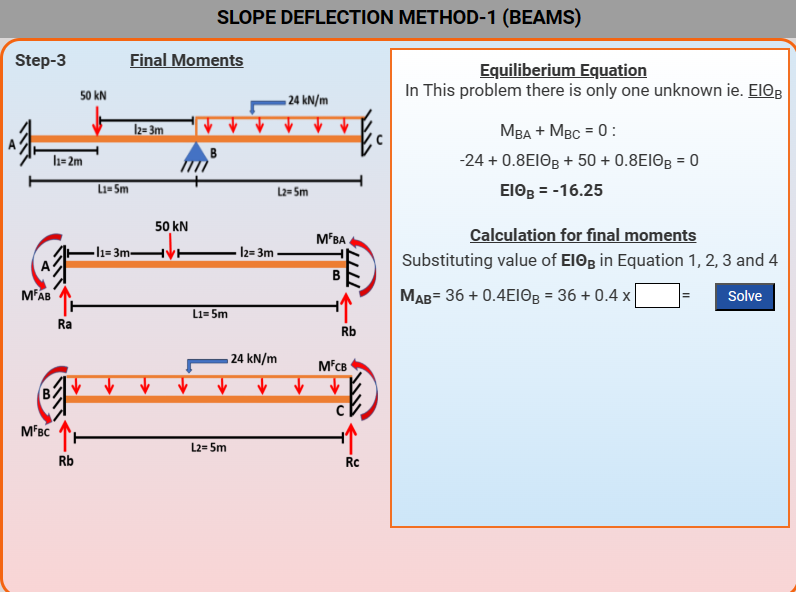 SLOPE DEFLECTION METHOD-1 (BEAMS)
Step-3 Final Moments
50 kN
24 kN/m
l2= 3m
A
C
B
l1= 2m
L1= 5m
L2= 5m
50 kN
MᶠBA
l1= 3m
l2= 3m
A
B
MᶠAB
L1= 5m
Ra
Rb
24 kN/m
MᶠCB
B
C
MᶠBC
L2= 5m
Rb
Rc
Equiliberium Equation
In This problem there is only one unknown ie. EIΘB
MBA + MBC = 0 :
-24 + 0.8EIΘB + 50 + 0.8EIΘB = 0
EIΘB = -16.25
Calculation for final moments
Substituting value of EIΘB in Equation 1, 2, 3 and 4
MAB= 36 + 0.4EIΘB = 36 + 0.4 x = Solve